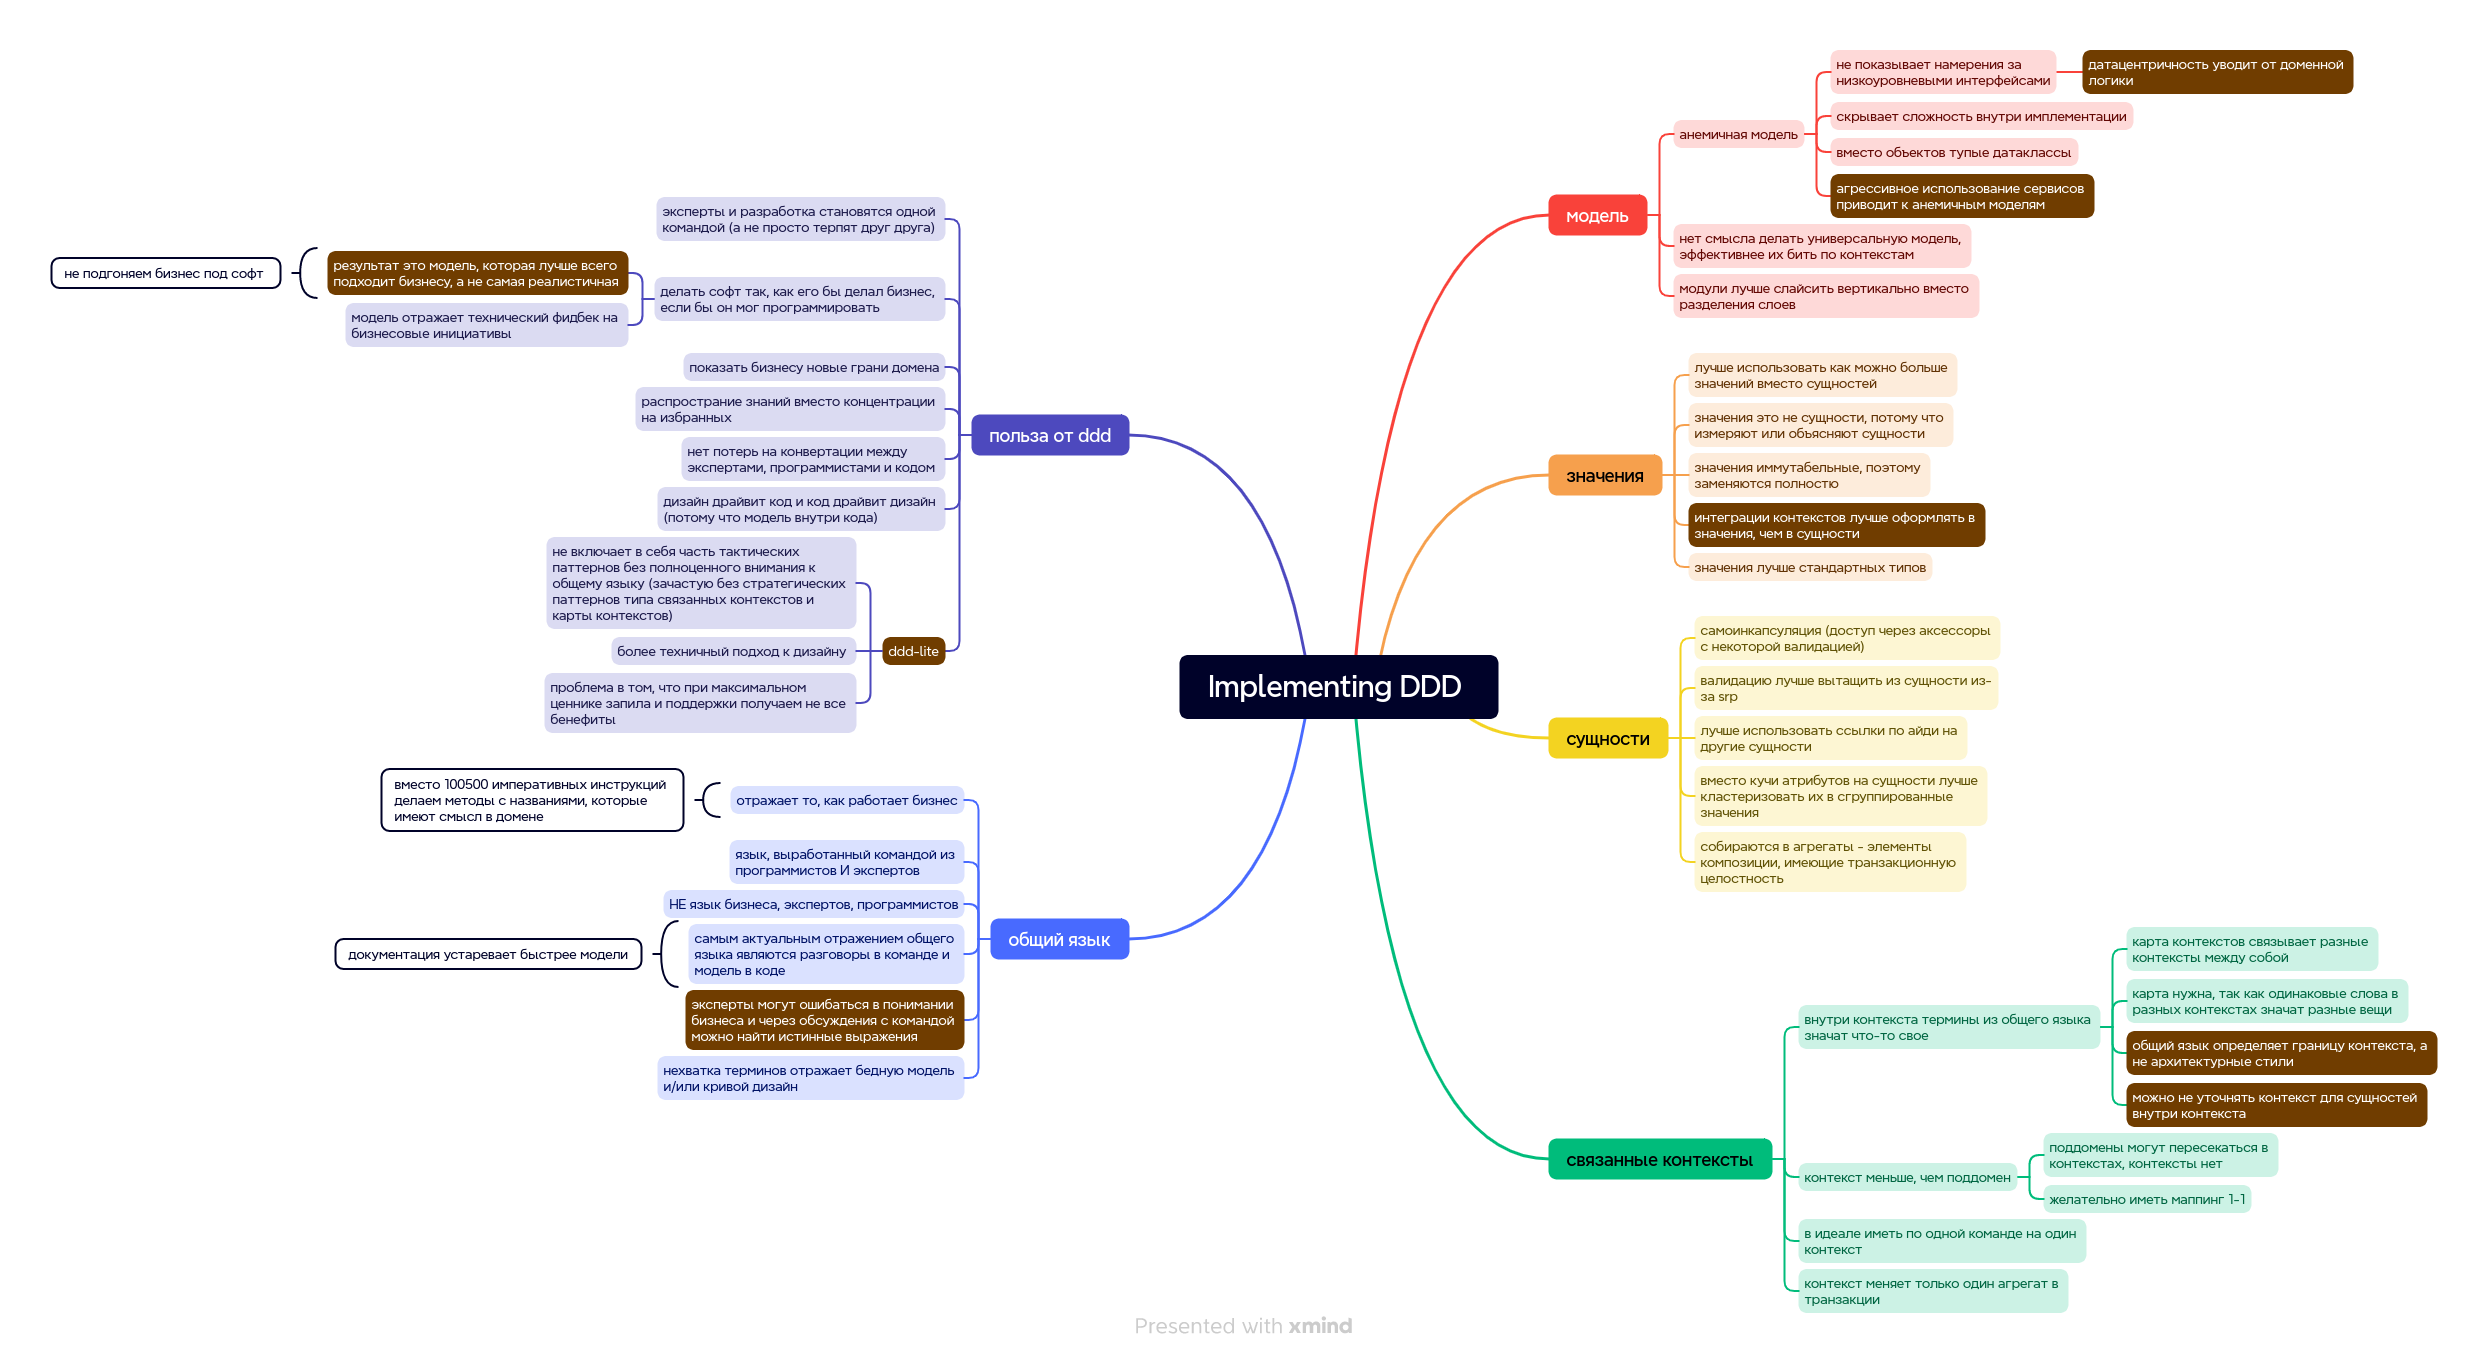 Implementing DDD
модель
анемичная модель
не показывает намерения за
низкоуровневыми интерфейсами
датацентричность уводит от доменной
логики
скрывает сложность внутри имплементации
вместо объектов тупые датаклассы
агрессивное использование сервисов
приводит к анемичным моделям
нет смысла делать универсальную модель,
эффективнее их бить по контекстам
модули лучше слайсить вертикально вместо
разделения слоев
значения
лучше использовать как можно больше
значений вместо сущностей
значения это не сущности, потому что
измеряют или объясняют сущности
значения иммутабельные, поэтому
заменяются полностю
интеграции контекстов лучше оформлять в
значения, чем в сущности
значения лучше стандартных типов
сущности
самоинкапсуляция (доступ через аксессоры
с некоторой валидацией)
валидацию лучше вытащить из сущности из-
за srp
лучше использовать ссылки по айди на
другие сущности
вместо кучи атрибутов на сущности лучше
кластеризовать их в сгруппированные
значения
собираются в агрегаты - элементы
композиции, имеющие транзакционную
целостность
связанные контексты
внутри контекста термины из общего языка
значат что-то свое
карта контекстов связывает разные
контексты между собой
карта нужна, так как одинаковые слова в
разных контекстах значат разные вещи
общий язык определяет границу контекста, а
не архитектурные стили
можно не уточнять контекст для сущностей
внутри контекста
контекст меньше, чем поддомен
поддомены могут пересекаться в
контекстах, контексты нет
желательно иметь маппинг 1-1
в идеале иметь по одной команде на один
контекст
контекст меняет только один агрегат в
транзакции
польза от ddd
эксперты и разработка становятся одной
командой (а не просто терпят друг друга)
делать софт так, как его бы делал бизнес,
если бы он мог программировать
результат это модель, которая лучше всего
подходит бизнесу, а не самая реалистичная
не подгоняем бизнес под софт
модель отражает технический фидбек на
бизнесовые инициативы
показать бизнесу новые грани домена
распространие знаний вместо концентрации
на избранных
нет потерь на конвертации между
экспертами, программистами и кодом
дизайн драйвит код и код драйвит дизайн
(потому что модель внутри кода)
ddd-lite
не включает в себя часть тактических
паттернов без полноценного внимания к
общему языку (зачастую без стратегических
паттернов типа связанных контекстов и
карты контекстов)
более техничный подход к дизайну
проблема в том, что при максимальном
ценнике запила и поддержки получаем не все
бенефиты
общий язык
отражает то, как работает бизнес
вместо 100500 императивных инструкций
делаем методы с названиями, которые
имеют смысл в домене
язык, выработанный командой из
программистов И экспертов
НЕ язык бизнеса, экспертов, программистов
самым актуальным отражением общего
языка являются разговоры в команде и
модель в коде
документация устаревает быстрее модели
эксперты могут ошибаться в понимании
бизнеса и через обсуждения с командой
можно найти истинные выражения
нехватка терминов отражает бедную модель
и/или кривой дизайн
Presented with xmind